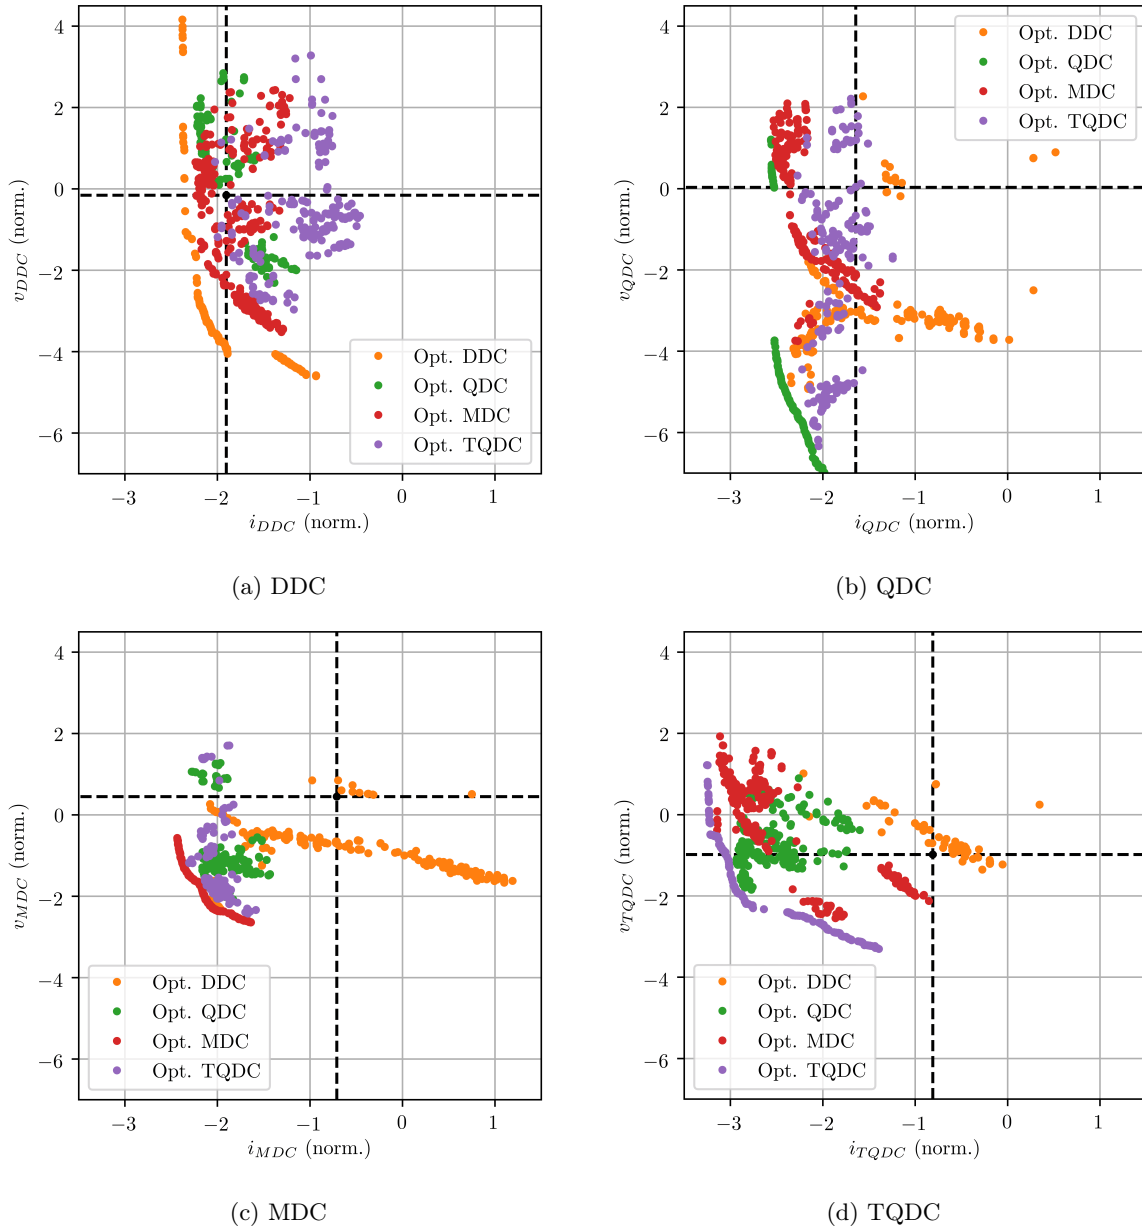 4
2
0
−2
−4
−6
v_DDC (norm.)
Opt. DDC
Opt. QDC
Opt. MDC
Opt. TQDC
−3 −2 −1 0 1
i_DDC (norm.)
(a) DDC
4
2
0
−2
−4
−6
v_QDC (norm.)
Opt. DDC
Opt. QDC
Opt. MDC
Opt. TQDC
−3 −2 −1 0 1
i_QDC (norm.)
(b) QDC
4
2
0
−2
−4
−6
v_MDC (norm.)
Opt. DDC
Opt. QDC
Opt. MDC
Opt. TQDC
−3 −2 −1 0 1
i_MDC (norm.)
(c) MDC
4
2
0
−2
−4
−6
v_TQDC (norm.)
Opt. DDC
Opt. QDC
Opt. MDC
Opt. TQDC
−3 −2 −1 0 1
i_TQDC (norm.)
(d) TQDC